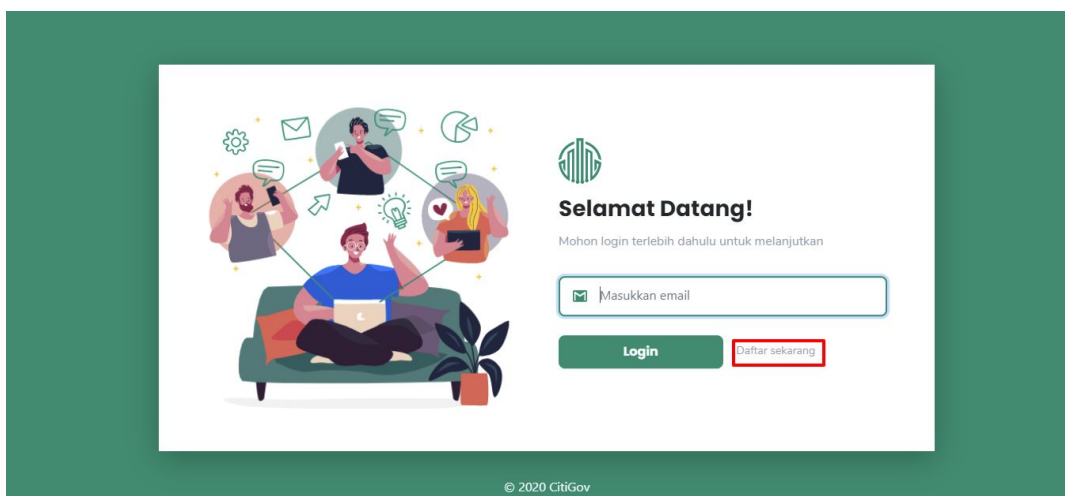 Selamat Datang!
Mohon login terlebih dahulu untuk melanjutkan
Masukkan email
Login
Daftar sekarang
© 2020 CitiGov